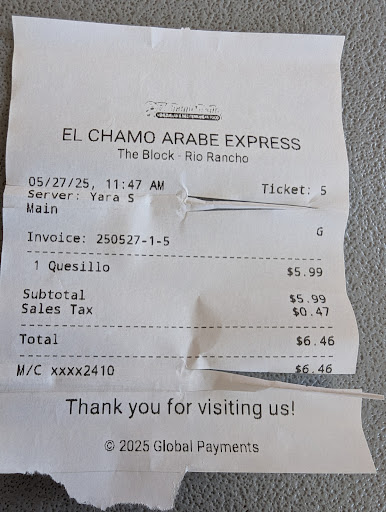 EL CHAMO ARABE EXPRESS
The Block - Rio Rancho
05/27/25, 11:47 AM Ticket: 5
Server: Yara S
Main
G
Invoice: 250527-1-5
1 Quesillo $5.99
Subtotal $5.99
Sales Tax $0.47
Total $6.46
M/C xxxx2410 $6.46
Thank you for visiting us!
© 2025 Global Payments